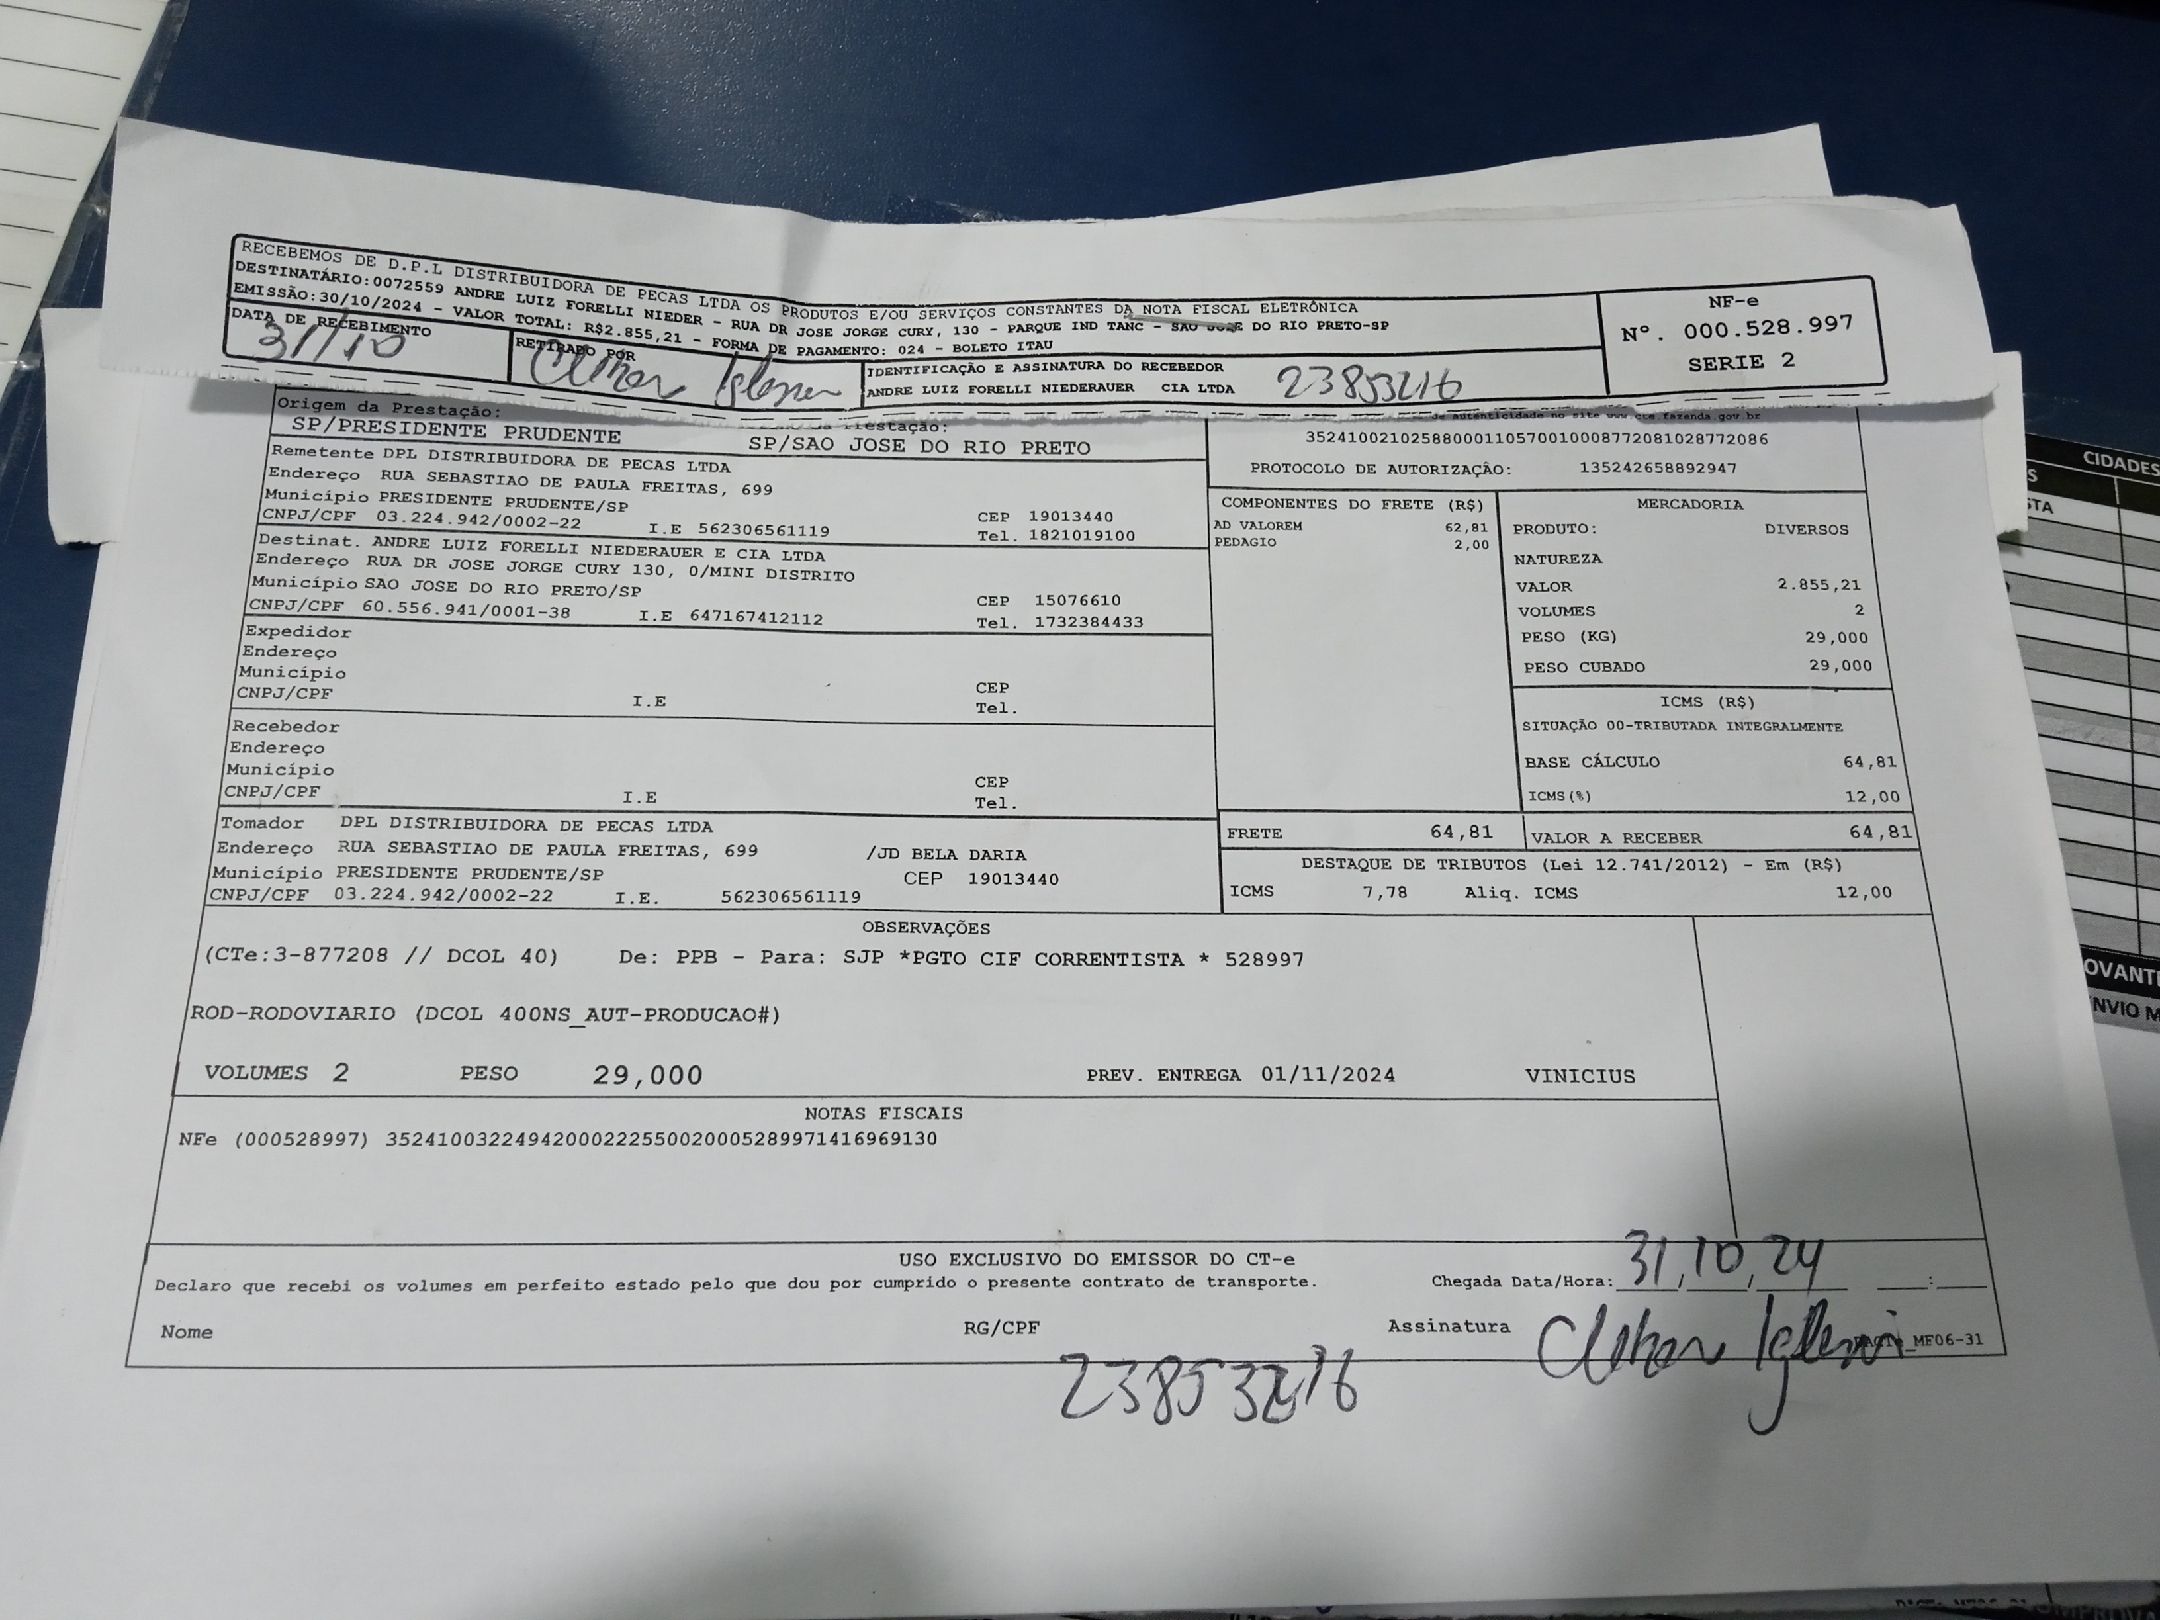 RECEBEMOS DE D.P.L DISTRIBUIDORA DE PECAS LTDA OS PRODUTOS E/OU SERVIÇOS CONSTANTES DA NOTA FISCAL ELETRÔNICA
DESTINATÁRIO:0072559 ANDRE LUIZ FORELLI NIEDER - RUA DR JOSE JORGE CURY, 130 - PARQUE IND TANC - SAO JOSE DO RIO PRETO-SP
EMISSÃO:30/10/2024 - VALOR TOTAL: R$2.855,21 - FORMA DE PAGAMENTO: 024 - BOLETO ITAU
NF-e
Nº. 000.528.997
SERIE 2
DATA DE RECEBIMENTO
31/10
RETIRADO POR
IDENTIFICAÇÃO E ASSINATURA DO RECEBEDOR
ANDRE LUIZ FORELLI NIEDERAUER CIA LTDA 23853216
de autenticidade no site www.cte.fazenda.gov.br
Origem da Prestação:
SP/PRESIDENTE PRUDENTE
Prestação:
SP/SAO JOSE DO RIO PRETO
35241002102588000110570010008772081028772086
PROTOCOLO DE AUTORIZAÇÃO: 135242658892947
Remetente DPL DISTRIBUIDORA DE PECAS LTDA
Endereço RUA SEBASTIAO DE PAULA FREITAS, 699
Município PRESIDENTE PRUDENTE/SP CEP 19013440
CNPJ/CPF 03.224.942/0002-22 I.E 562306561119 Tel. 1821019100
Destinat. ANDRE LUIZ FORELLI NIEDERAUER E CIA LTDA
Endereço RUA DR JOSE JORGE CURY 130, 0/MINI DISTRITO
Município SAO JOSE DO RIO PRETO/SP CEP 15076610
CNPJ/CPF 60.556.941/0001-38 I.E 647167412112 Tel. 1732384433
Expedidor
Endereço
Município CEP
CNPJ/CPF I.E Tel.
Recebedor
Endereço
Município CEP
CNPJ/CPF I.E Tel.
Tomador DPL DISTRIBUIDORA DE PECAS LTDA
Endereço RUA SEBASTIAO DE PAULA FREITAS, 699 /JD BELA DARIA
Município PRESIDENTE PRUDENTE/SP CEP 19013440
CNPJ/CPF 03.224.942/0002-22 I.E. 562306561119
COMPONENTES DO FRETE (R$)
AD VALOREM 62,81
PEDAGIO 2,00
MERCADORIA
PRODUTO: DIVERSOS
NATUREZA
VALOR 2.855,21
VOLUMES 2
PESO (KG) 29,000
PESO CUBADO 29,000
ICMS (R$)
SITUAÇÃO 00-TRIBUTADA INTEGRALMENTE
BASE CÁLCULO 64,81
ICMS(%) 12,00
FRETE 64,81 VALOR A RECEBER 64,81
DESTAQUE DE TRIBUTOS (Lei 12.741/2012) - Em (R$)
ICMS 7,78 Aliq. ICMS 12,00
OBSERVAÇÕES
(CTe:3-877208 // DCOL 40) De: PPB - Para: SJP *PGTO CIF CORRENTISTA * 528997
ROD-RODOVIARIO (DCOL 400NS_AUT-PRODUCAO#)
VOLUMES 2 PESO 29,000 PREV. ENTREGA 01/11/2024 VINICIUS
NOTAS FISCAIS
NFe (000528997) 35241003224942000222550020005289971416969130
USO EXCLUSIVO DO EMISSOR DO CT-e
Declaro que recebi os volumes em perfeito estado pelo que dou por cumprido o presente contrato de transporte. Chegada Data/Hora: 31,10,24 :
Nome RG/CPF Assinatura
_MF06-31
23853216
CIDADES
OVANT
NVIO M